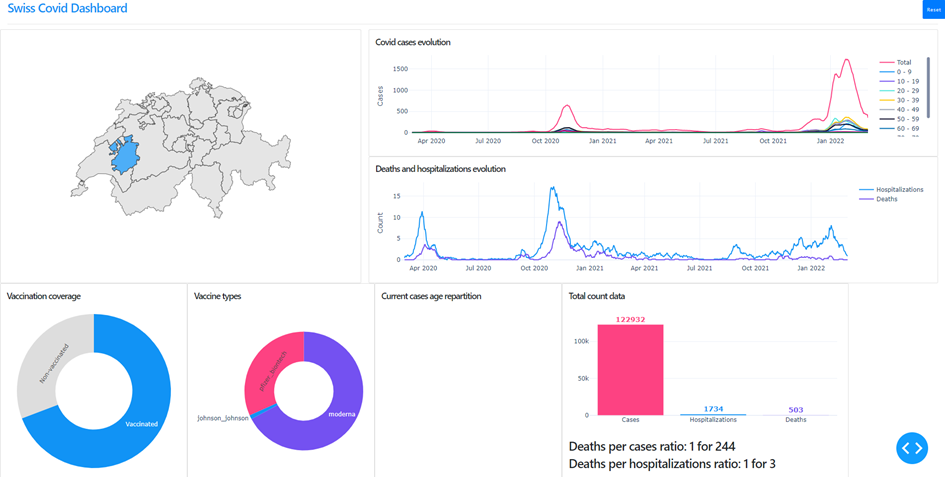 Swiss Covid Dashboard
Reset
Covid cases evolution
Cases
1500
1000
500
0
Apr 2020 Jul 2020 Oct 2020 Jan 2021 Apr 2021 Jul 2021 Oct 2021 Jan 2022
Total
0 - 9
10 - 19
20 - 29
30 - 39
40 - 49
50 - 59
60 - 69
Deaths and hospitalizations evolution
Count
15
10
5
0
Apr 2020 Jul 2020 Oct 2020 Jan 2021 Apr 2021 Jul 2021 Oct 2021 Jan 2022
Hospitalizations
Deaths
Vaccination coverage
Non-vaccinated
Vaccinated
Vaccine types
pfizer_biontech
johnson_johnson
moderna
Current cases age repartition
Total count data
122932
100k
50k
0
1734
503
Cases Hospitalizations Deaths
Deaths per cases ratio: 1 for 244
Deaths per hospitalizations ratio: 1 for 3